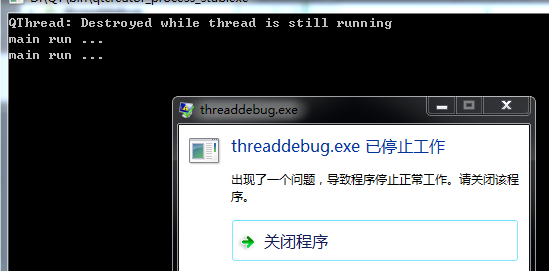 QThread: Destroyed while thread is still running
main run ...
main run ...
threaddebug.exe
threaddebug.exe 已停止工作
出现了一个问题，导致程序停止正常工作。请关闭该程
序。
关闭程序